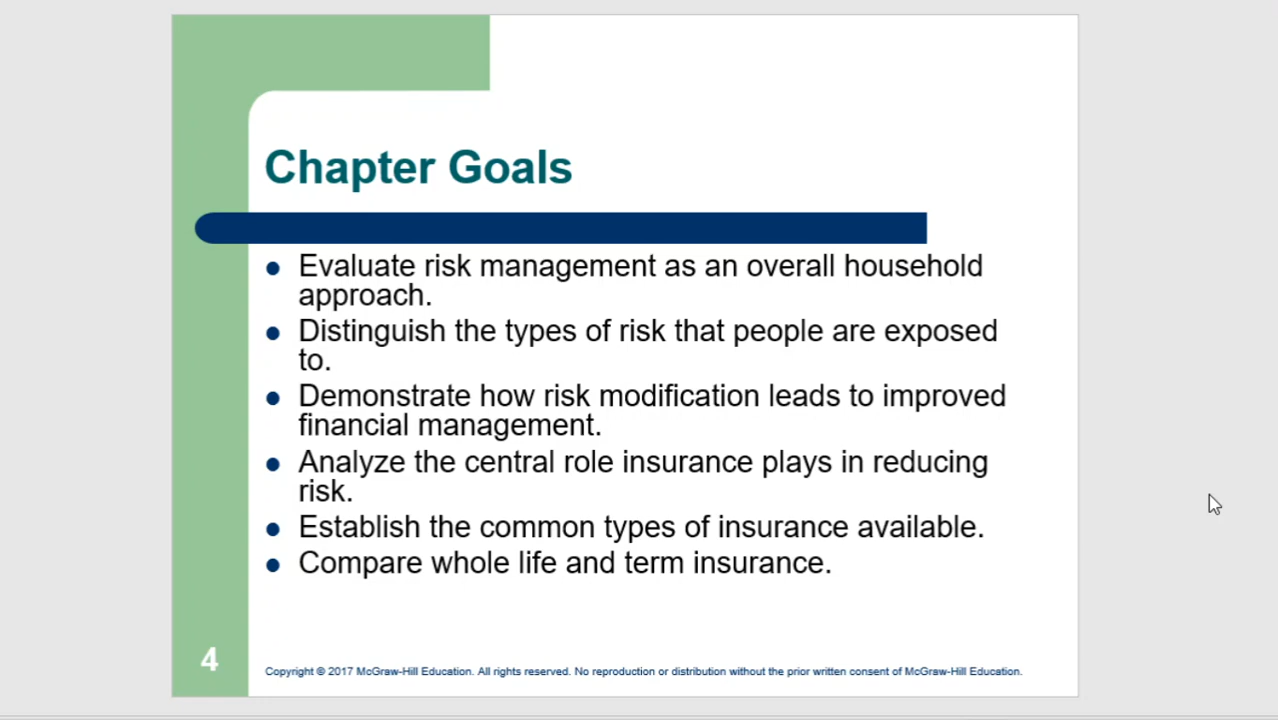 Chapter Goals
Evaluate risk management as an overall household
approach.
Distinguish the types of risk that people are exposed
to.
Demonstrate how risk modification leads to improved
financial management.
Analyze the central role insurance plays in reducing
risk.
Establish the common types of insurance available.
Compare whole life and term insurance.
4
Copyright © 2017 McGraw-Hill Education. All rights reserved. No reproduction or distribution without the prior written consent of McGraw-Hill Education.